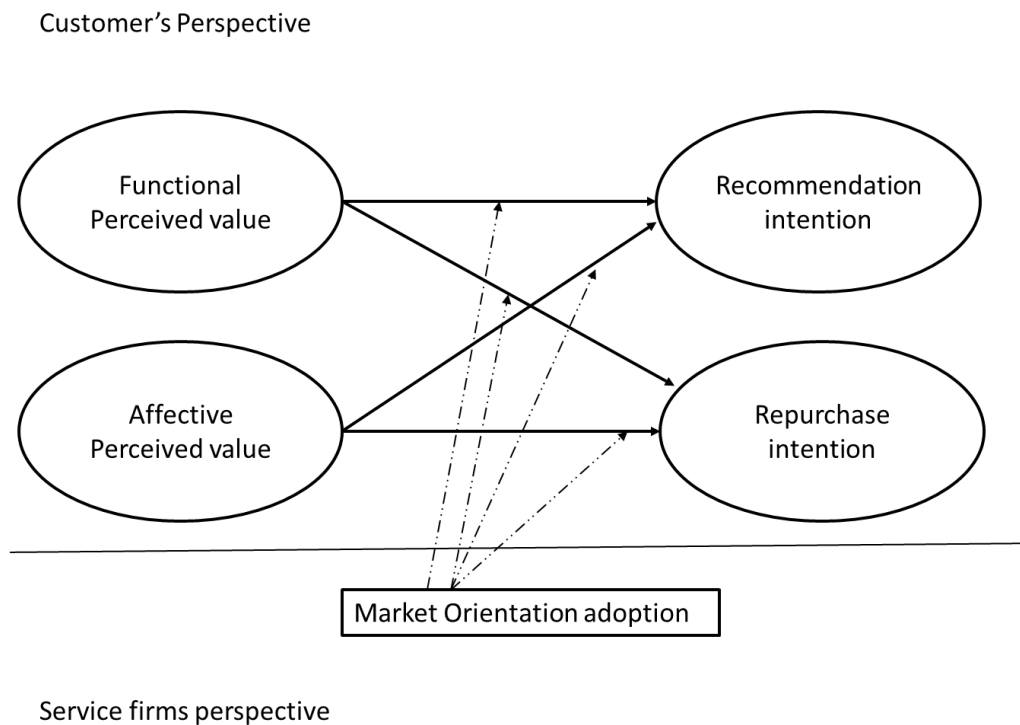 Customer's Perspective
Functional
Perceived value
Recommendation
intention
Affective
Perceived value
Repurchase
intention
Market Orientation adoption
Service firms perspective